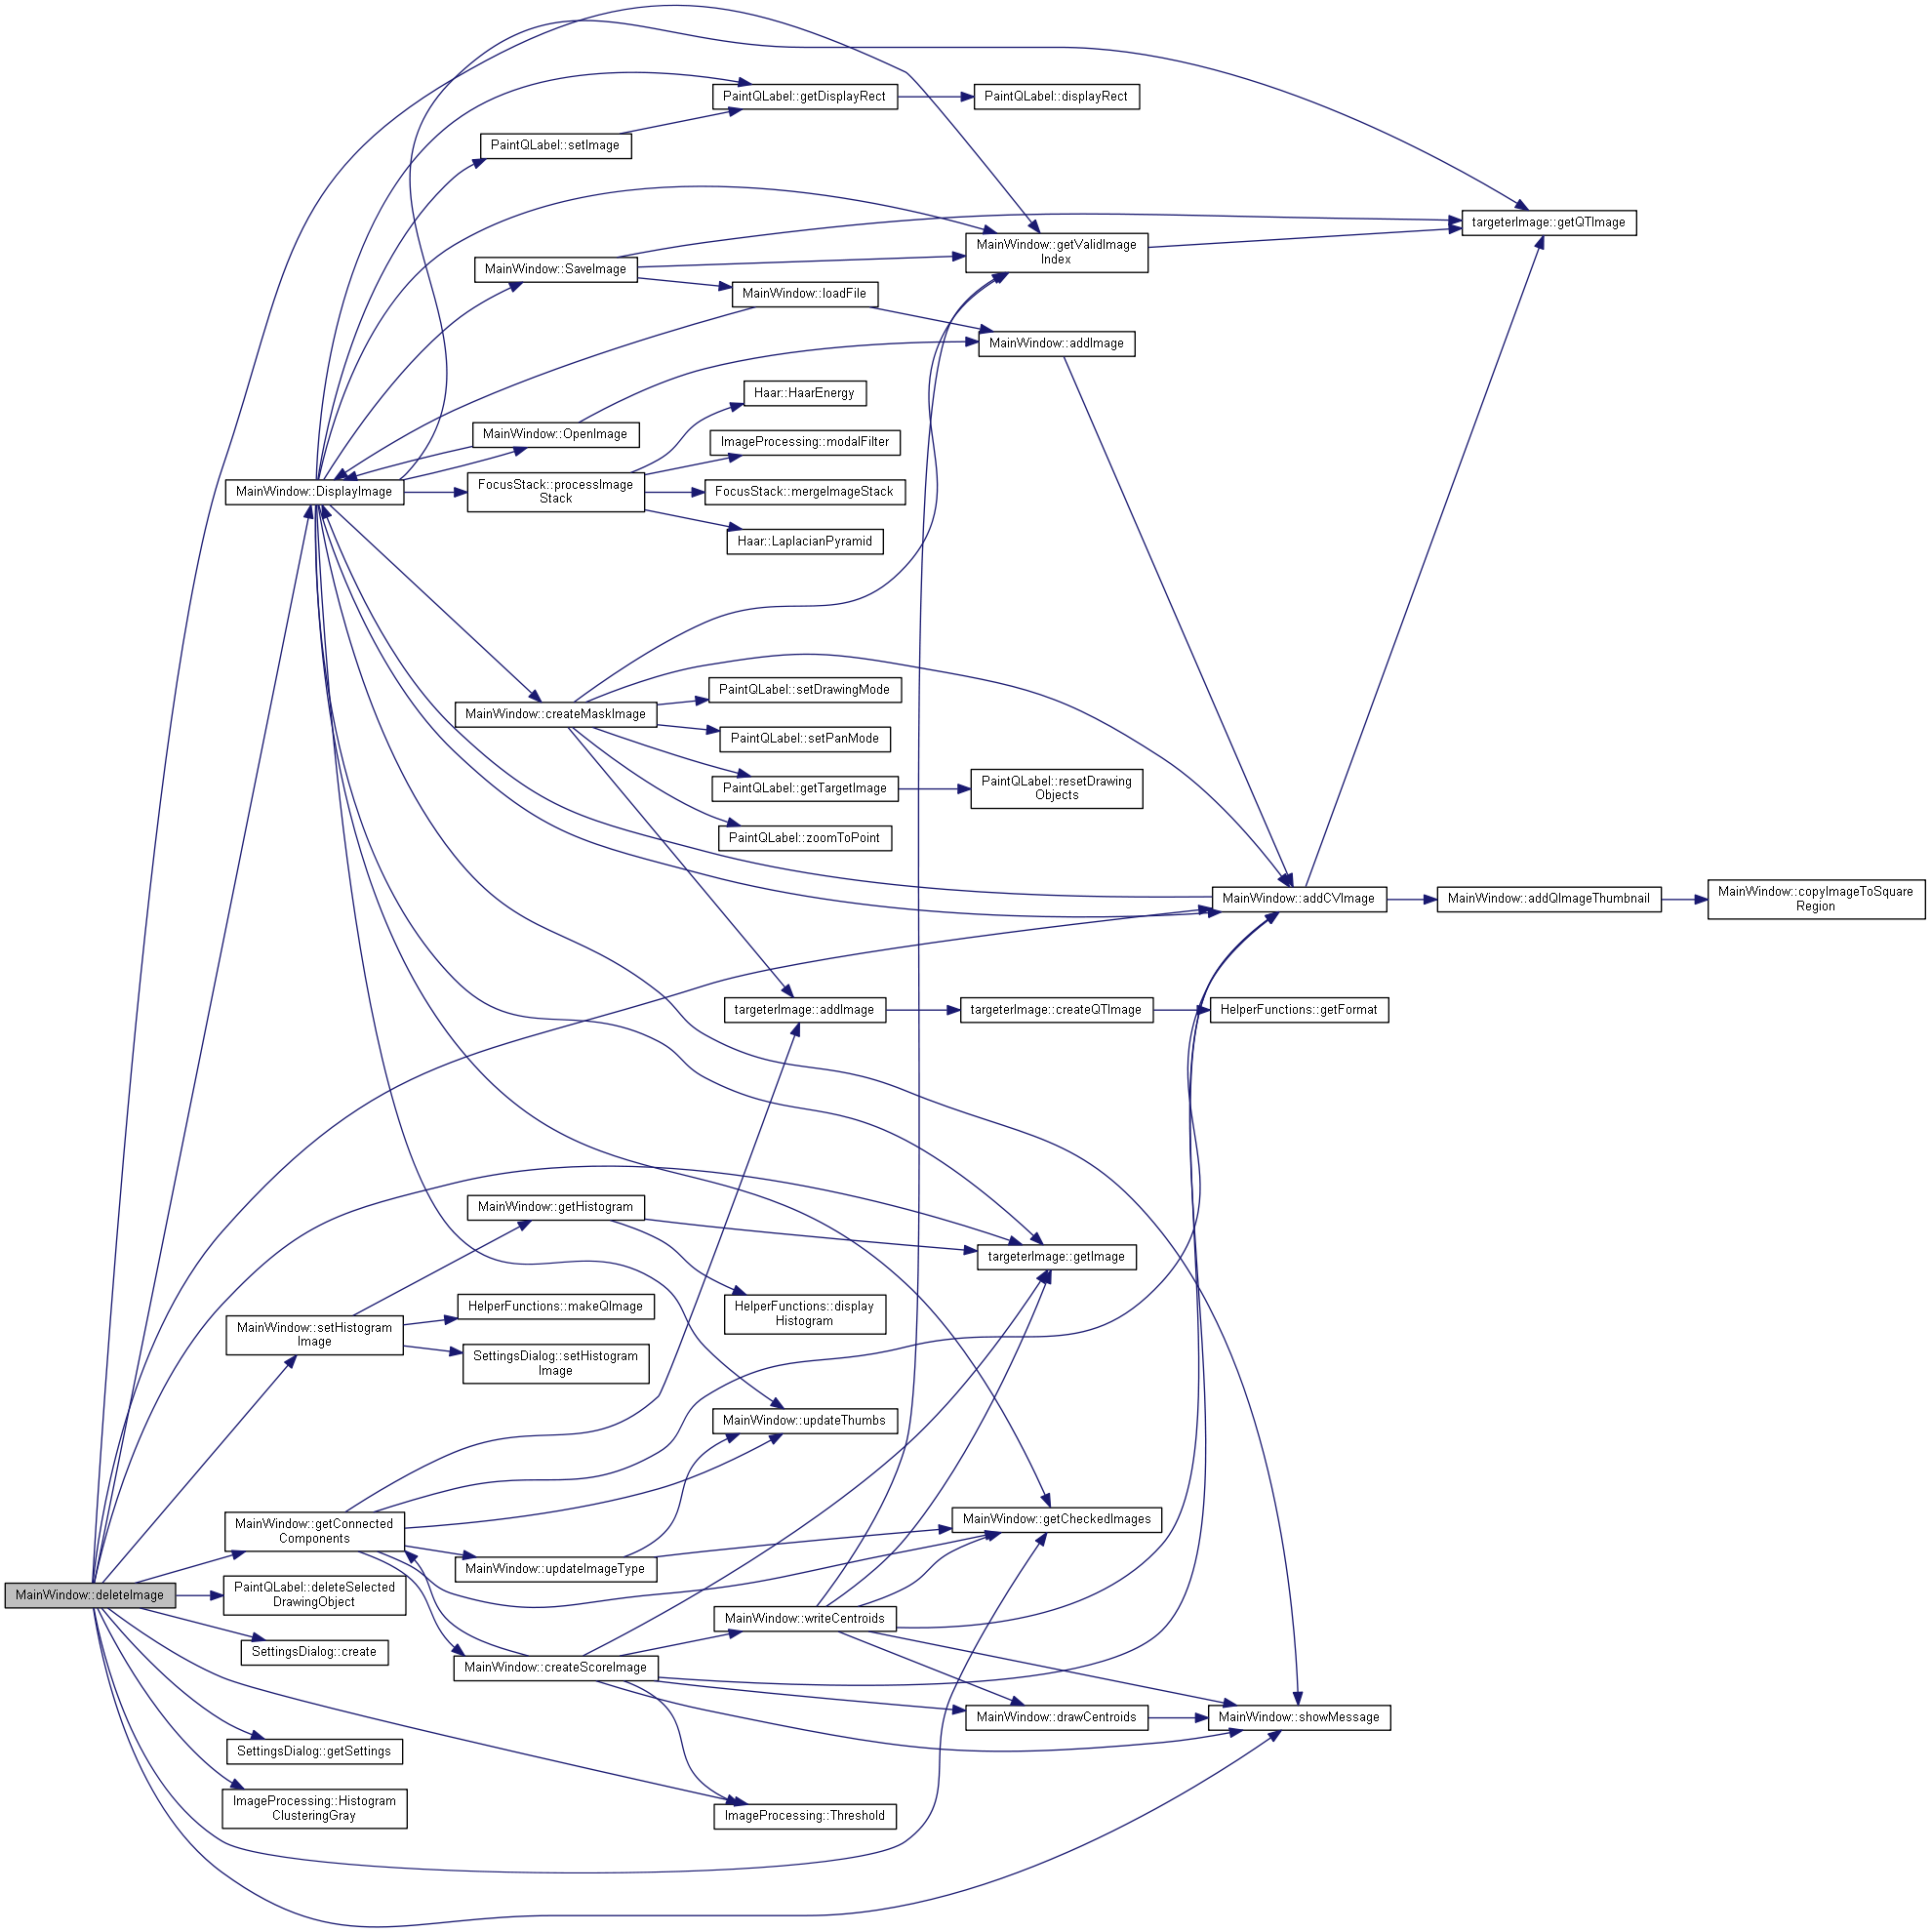 PaintQLabel::getDisplayRect
PaintQLabel::displayRect
PaintQLabel::setImage
targeterImage::getQTImage
MainWindow::getValidImage
Index
MainWindow::SaveImage
MainWindow::loadFile
MainWindow::addImage
Haar::HaarEnergy
MainWindow::OpenImage
ImageProcessing::modalFilter
MainWindow::DisplayImage
FocusStack::processImage
Stack
FocusStack::mergeImageStack
Haar::LaplacianPyramid
PaintQLabel::setDrawingMode
MainWindow::createMaskImage
PaintQLabel::setPanMode
PaintQLabel::getTargetImage
PaintQLabel::resetDrawing
Objects
PaintQLabel::zoomToPoint
MainWindow::addCVImage
MainWindow::addQImageThumbnail
MainWindow::copyImageToSquare
Region
targeterImage::addImage
targeterImage::createQTImage
HelperFunctions::getFormat
MainWindow::getHistogram
targeterImage::getImage
HelperFunctions::makeQImage
HelperFunctions::display
Histogram
MainWindow::setHistogram
Image
SettingsDialog::setHistogram
Image
MainWindow::updateThumbs
MainWindow::getConnected
Components
MainWindow::getCheckedImages
MainWindow::updateImageType
MainWindow::deleteImage
PaintQLabel::deleteSelected
DrawingObject
MainWindow::writeCentroids
SettingsDialog::create
MainWindow::createScoreImage
MainWindow::drawCentroids
MainWindow::showMessage
SettingsDialog::getSettings
ImageProcessing::Histogram
ClusteringGray
ImageProcessing::Threshold